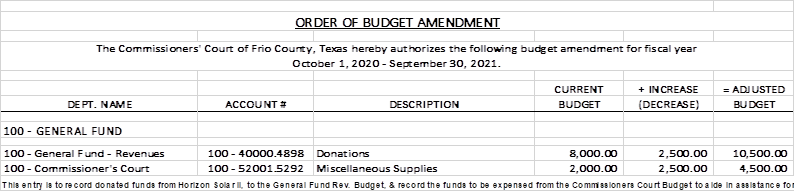 ORDER OF BUDGET AMENDMENT
The Commissioners' Court of Frio County, Texas hereby authorizes the following budget amendment for fiscal year
October 1, 2020 - September 30, 2021.
CURRENT + INCREASE = ADJUSTED
DEPT. NAME ACCOUNT # DESCRIPTION BUDGET (DECREASE) BUDGET
100 - GENERAL FUND
100 - General Fund - Revenues 100 - 40000.4898 Donations 8,000.00 2,500.00 10,500.00
100 - Commissioner's Court 100 - 52001.5292 Miscellaneous Supplies 2,000.00 2,500.00 4,500.00
This entry is to record donated funds from Horizon Solar II, to the General Fund Rev. Budget, & record the funds to be expensed from the Commissioners Court Budget to aide in assistance for